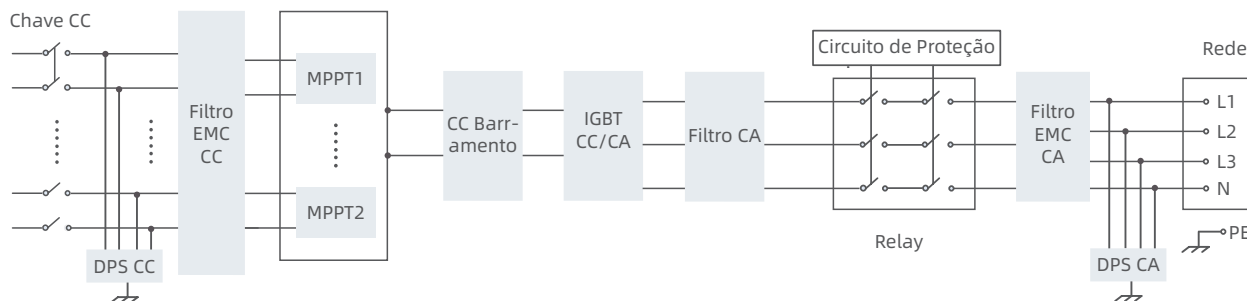 Chave CC
Filtro
EMC
CC
MPPT1
MPPT2
DPS CC
CC Barr-
amento
IGBT
CC/CA
Filtro CA
Circuito de Proteção
Relay
Filtro
EMC
CA
Rede
L1
L2
L3
N
PE
DPS CA